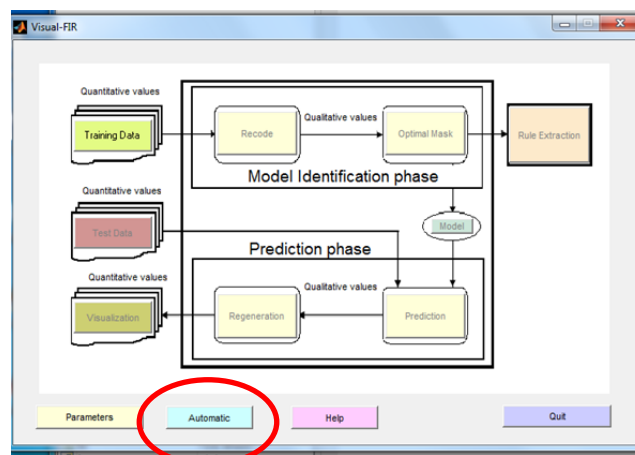 Visual-FIR
Quantitative values
Training Data
Recode
Qualitative values
Optimal Mask
Rule Extraction
Model Identification phase
Quantitative values
Test Data
Model
Prediction phase
Quantitative values
Visualization
Regeneration
Qualitative values
Prediction
Parameters
Automatic
Help
Quit